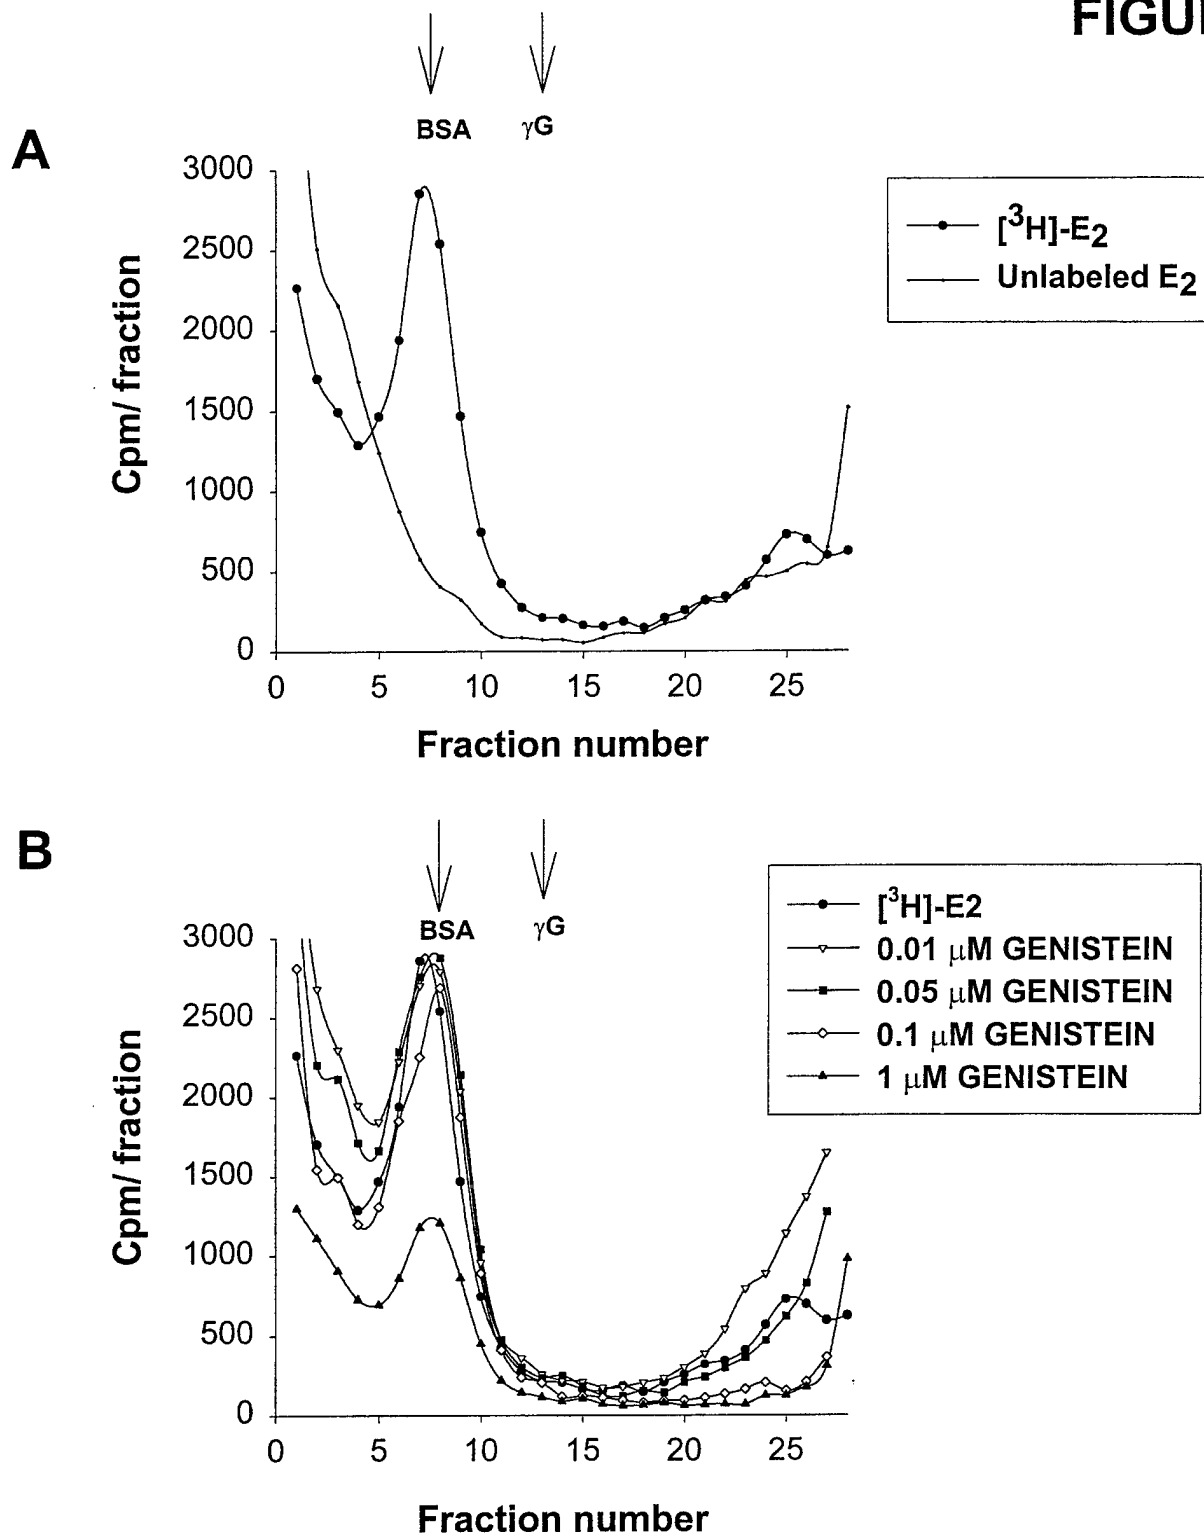 A
BSA
γG
3000
2500
2000
1500
1000
500
0
0 5 10 15 20 25
Cpm/ fraction
Fraction number
[³H]-E₂
Unlabeled E₂
B
BSA
γG
3000
2500
2000
1500
1000
500
0
0 5 10 15 20 25
Cpm/ fraction
Fraction number
[³H]-E2
0.01 μM GENISTEIN
0.05 μM GENISTEIN
0.1 μM GENISTEIN
1 μM GENISTEIN